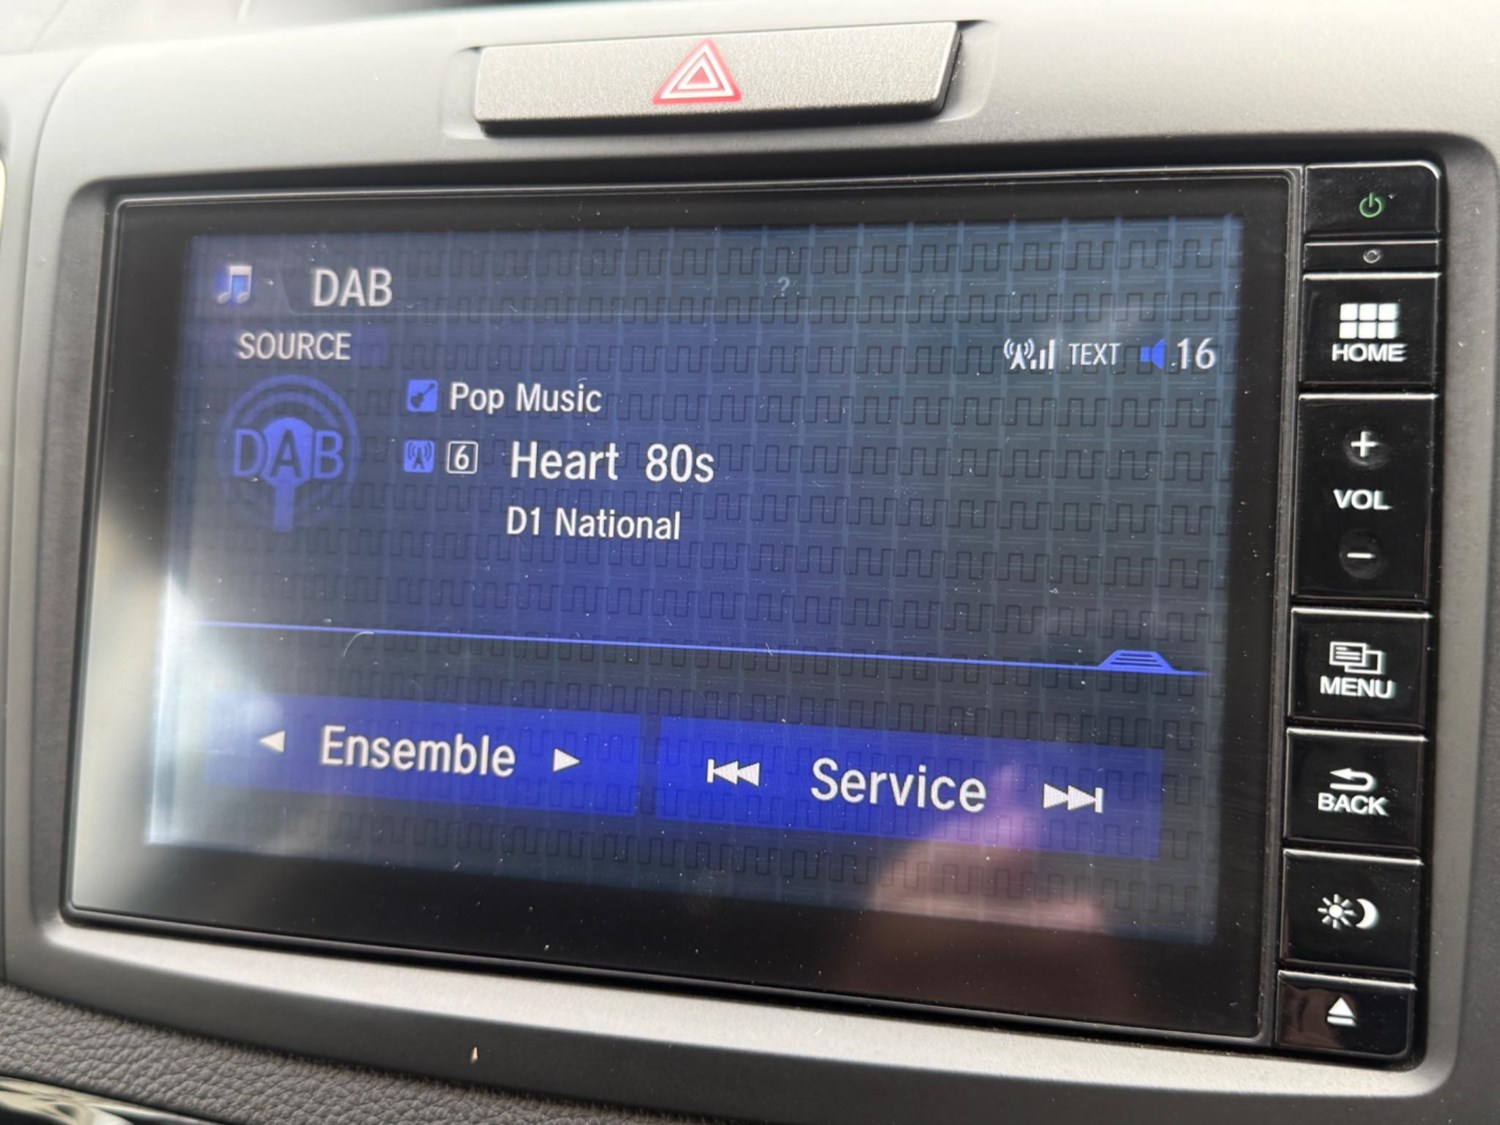 DAB
?
SOURCE
TEXT 16
DAB
Pop Music
6 Heart 80s
D1 National
Ensemble
Service
HOME
+
VOL
−
MENU
BACK